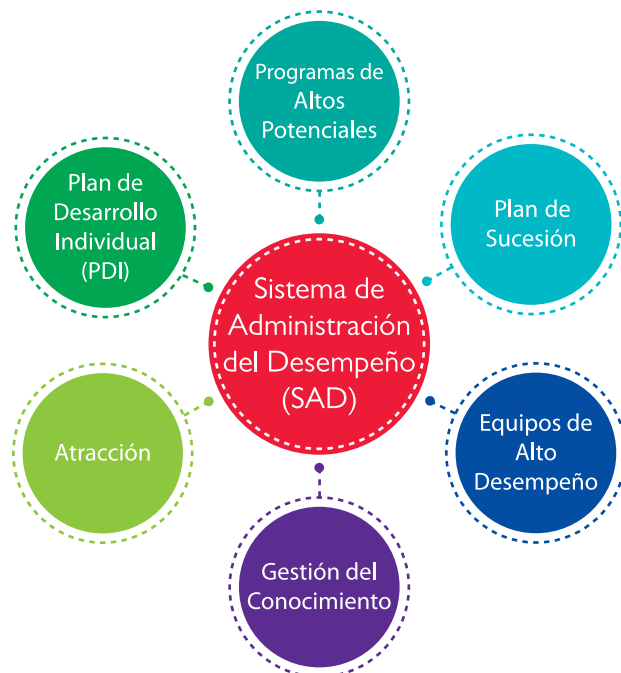 Programas de
Altos
Potenciales
Plan de
Desarrollo
Individual
(PDI)
Plan de
Sucesión
Sistema de
Administración
del Desempeño
(SAD)
Atracción
Equipos de
Alto
Desempeño
Gestión del
Conocimiento